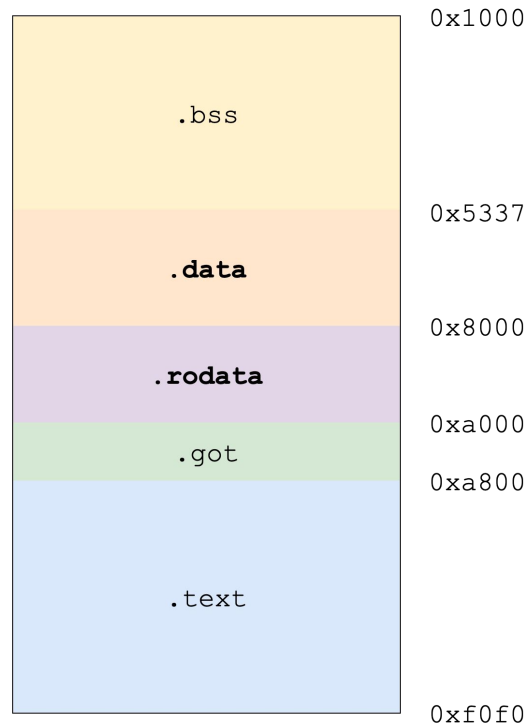 0x1000
.bss
0x5337
.data
0x8000
.rodata
0xa000
.got
0xa800
.text
0xf0f0